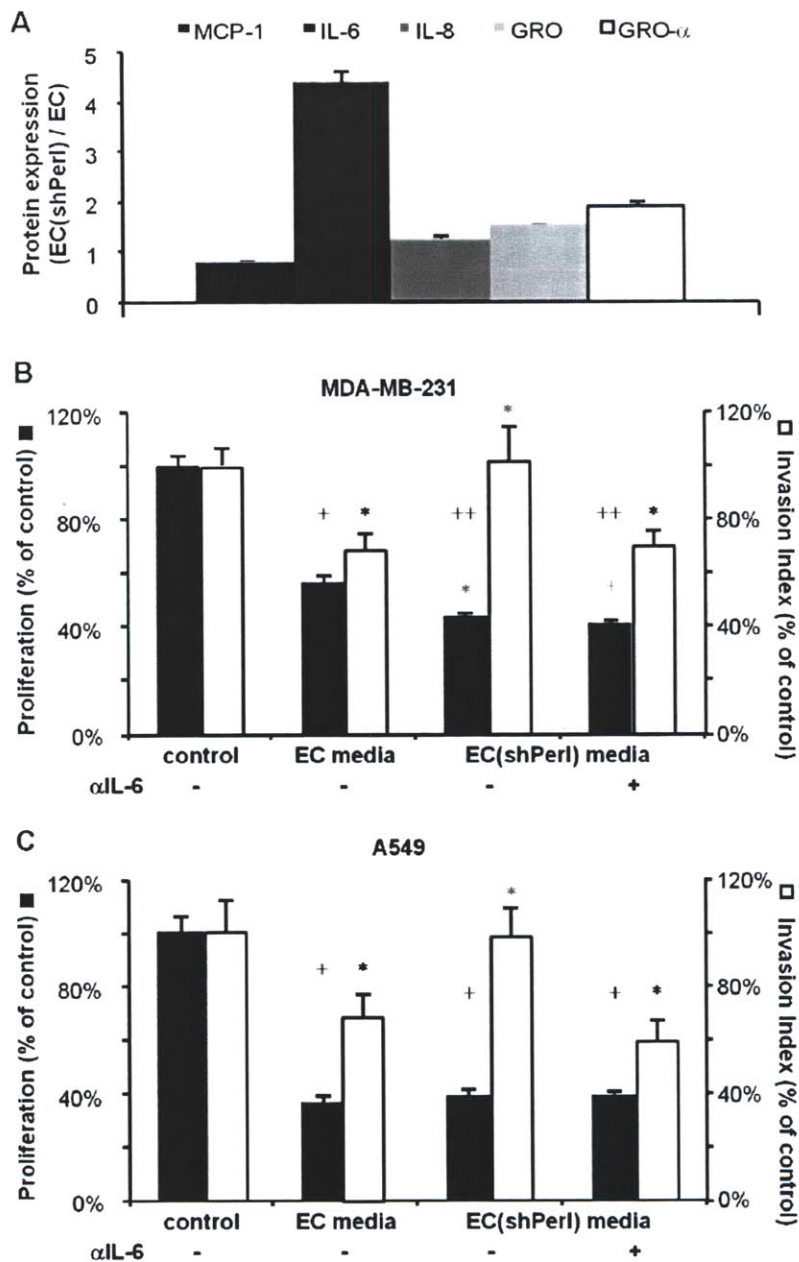 A
■ MCP-1 ■ IL-6 ■ IL-8 ■ GRO □ GRO-α
Protein expression
(EC(shPerl) / EC)
5
4
3
2
1
0
B
MDA-MB-231
Proliferation (% of control) ■
120%
80%
40%
0%
+ * ++ * * ++ + *
120%
80%
40%
0%
□ Invasion Index (% of control)
control EC media EC(shPerl) media
αIL-6 - - - +
C
A549
Proliferation (% of control) ■
120%
80%
40%
0%
+ * + * + *
120%
80%
40%
0%
□ Invasion Index (% of control)
control EC media EC(shPerl) media
αIL-6 - - - +